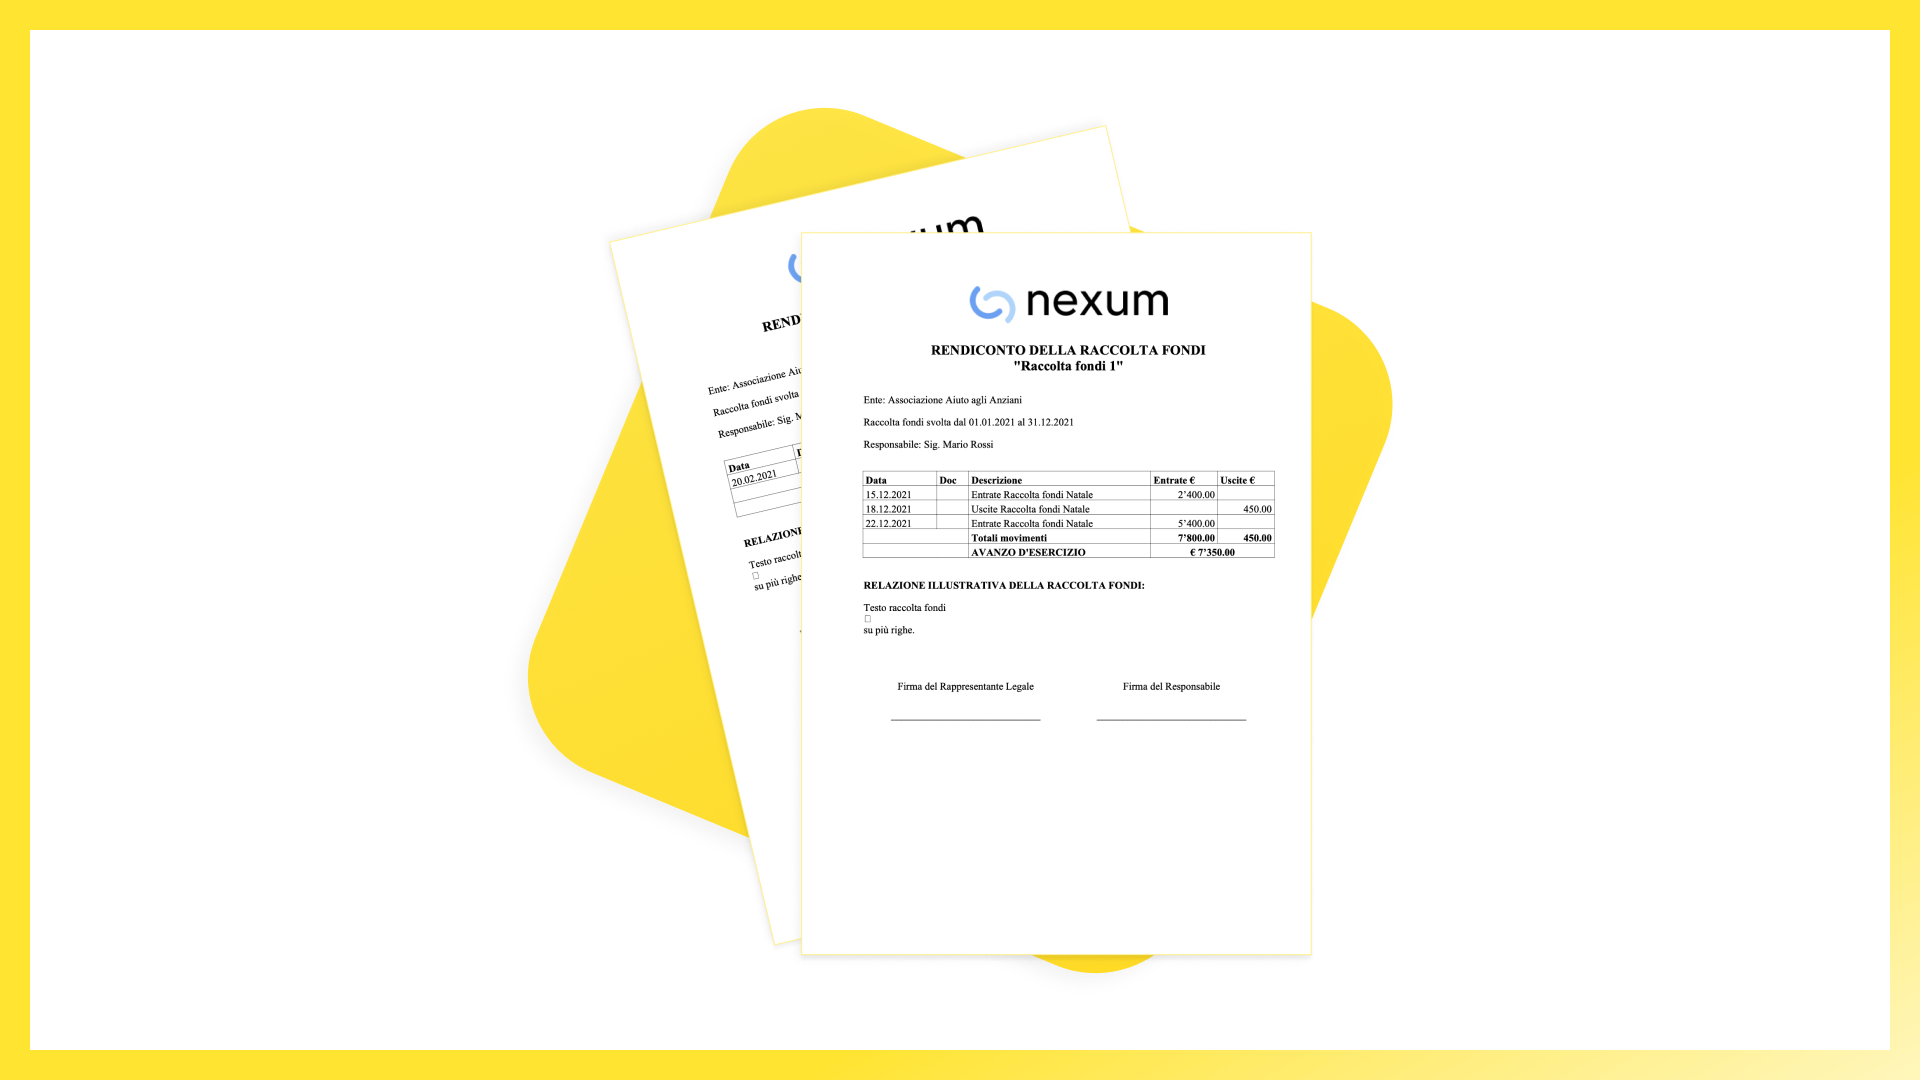 um
REND
Ente: Associazione
Raccolta fondi svolta
Responsabile: Sig.
Data
20.02.2021
RELAZIONE
Testo
su più righe
nexum
RENDICONTO DELLA RACCOLTA FONDI
"Raccolta fondi 1"
Ente: Associazione Aiuto agli Anziani
Raccolta fondi svolta dal 01.01.2021 al 31.12.2021
Responsabile: Sig. Mario Rossi
Data Doc Descrizione Entrate € Uscite €
15.12.2021 Entrate Raccolta fondi Natale 2’400.00
18.12.2021 Uscite Raccolta fondi Natale 450.00
22.12.2021 Entrate Raccolta fondi Natale 5’400.00
Totali movimenti 7’800.00 450.00
AVANZO D'ESERCIZIO € 7’350.00
RELAZIONE ILLUSTRATIVA DELLA RACCOLTA FONDI:
Testo raccolta fondi
su più righe.
Firma del Rappresentante Legale Firma del Responsabile